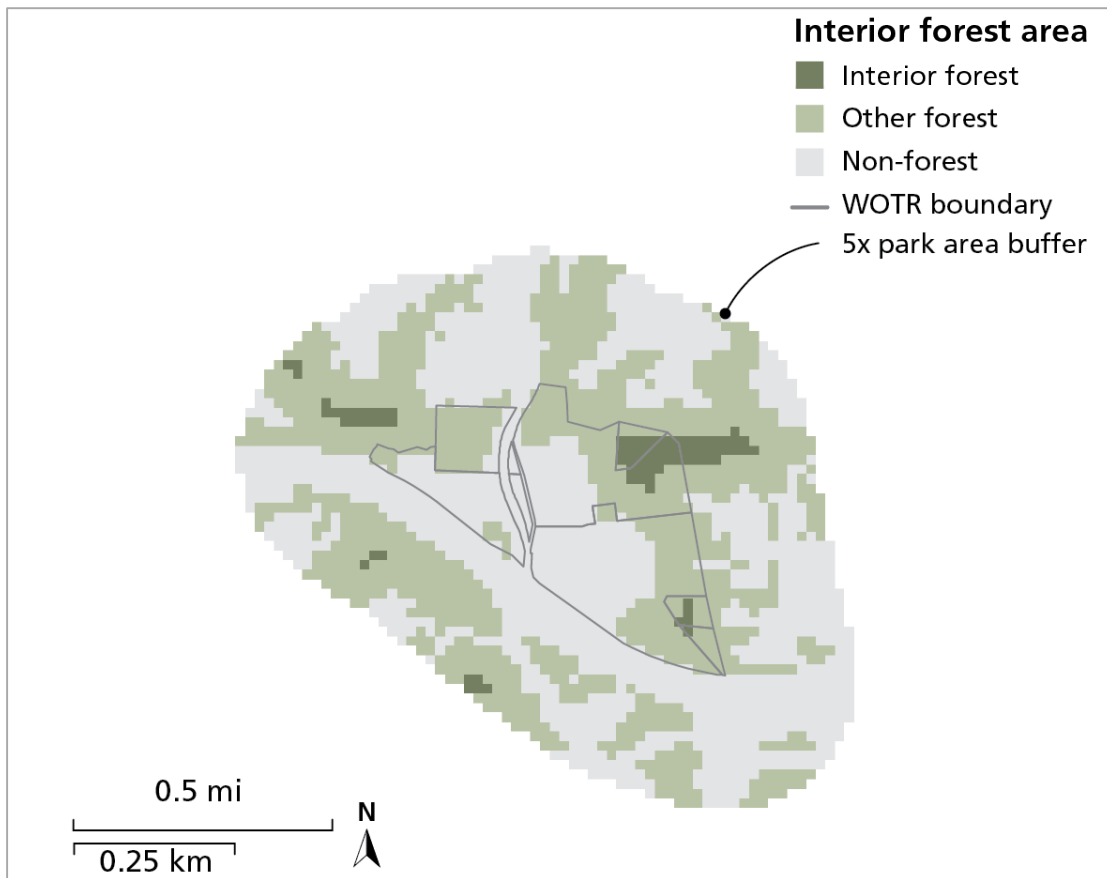 Interior forest area
Interior forest
Other forest
Non-forest
WOTR boundary
5x park area buffer
0.5 mi
0.25 km
N